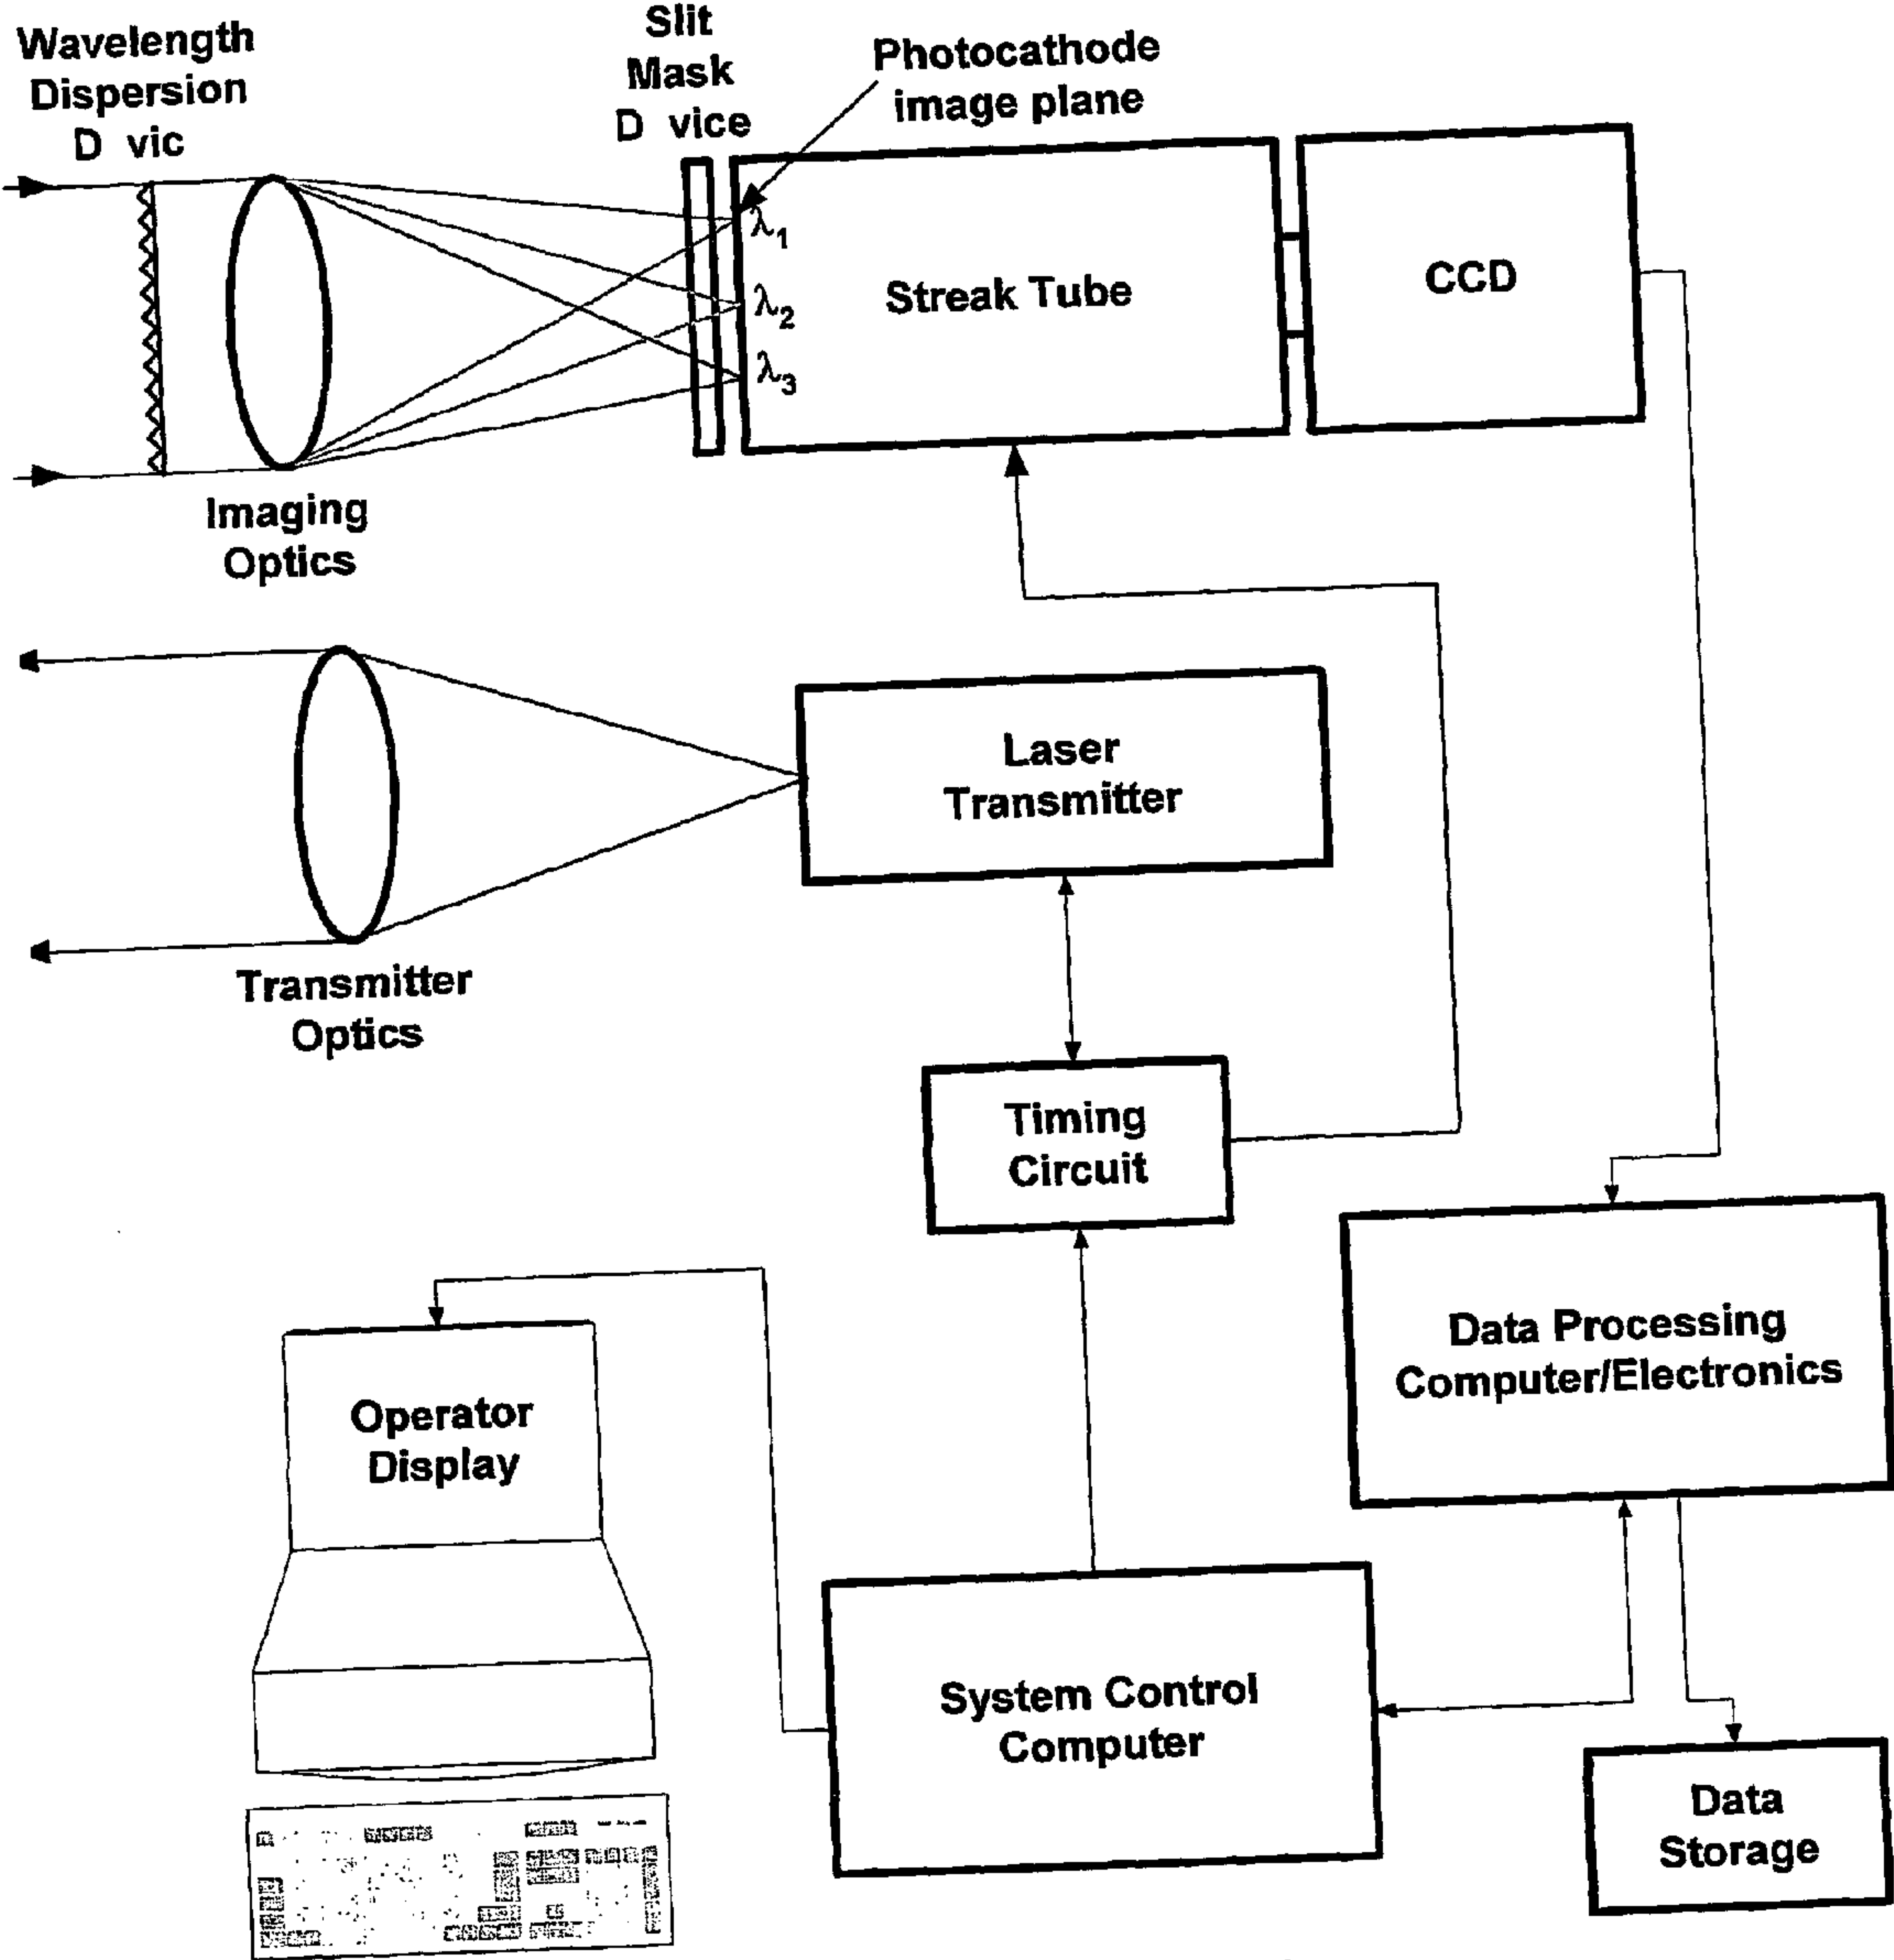 Wavelength
Dispersion
D vic
Slit
Mask
D vice
Photocathode
image plane
λ1
λ2
λ3
Streak Tube
CCD
Imaging
Optics
Laser
Transmitter
Transmitter
Optics
Timing
Circuit
Data Processing
Computer/Electronics
Operator
Display
System Control
Computer
Data
Storage